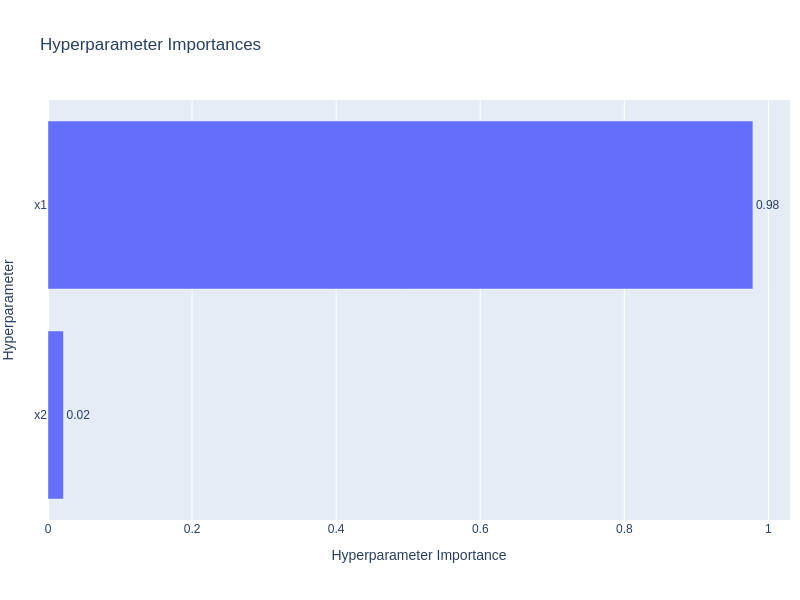 Hyperparameter Importances
Hyperparameter
x1
0.98
x2
0.02
0
0.2
0.4
0.6
0.8
1
Hyperparameter Importance